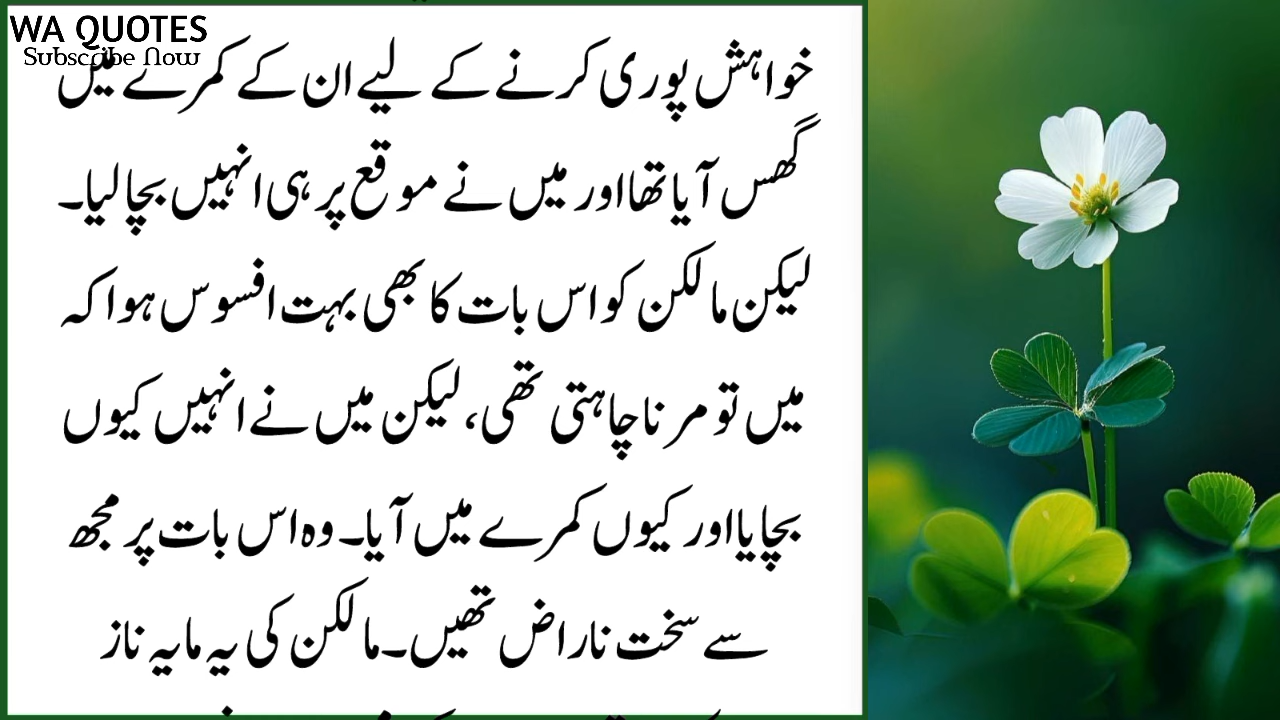 WA QUOTES
Subscribe Now
خواہش پوری کرنے کے لیے ان کے کمرے میں
گھس آیا تھا اور میں نے موقع پر ہی انہیں بچا لیا۔
لیکن مالکن کو اس بات کا بھی بہت افسوس ہوا کہ
میں تو مرنا چاہتی تھی، لیکن میں نے انہیں کیوں
بچایا اور کیوں کمرے میں آیا۔ وہ اس بات پر مجھ
سے سخت ناراض تھیں۔ مالکن کی یہ مایہ ناز